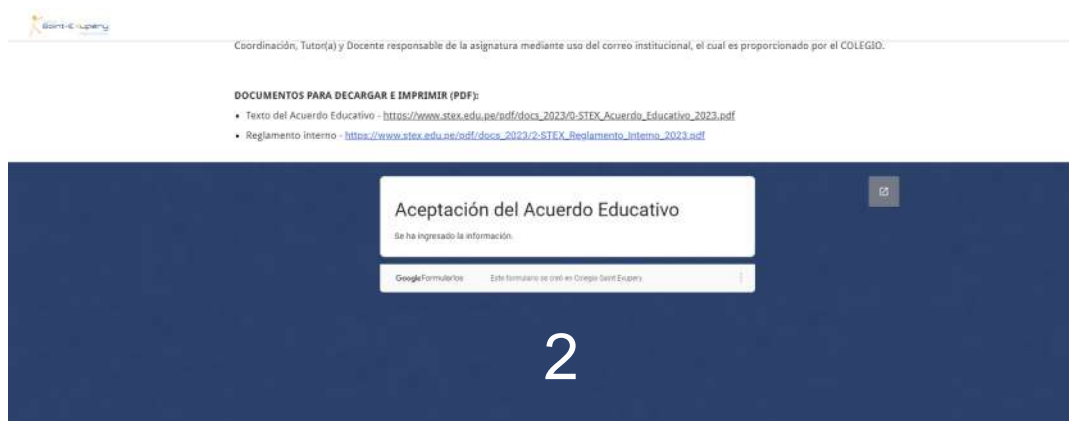 Saint-Exupery
Coordinación, Tutor(a) y Docente responsable de la asignatura mediante uso del correo institucional, el cual es proporcionado por el COLEGIO.
DOCUMENTOS PARA DECARGAR E IMPRIMIR (PDF):
• Texto del Acuerdo Educativo - https://www.stex.edu.pe/pdf/docs_2023/0-STEX_Acuerdo_Educativo_2023.pdf
• Reglamento interno - https://www.stex.edu.pe/pdf/docs_2023/2-STEX_Reglamento_Interno_2023.pdf
Aceptación del Acuerdo Educativo
Se ha ingresado la información.
Google Formularios Este formulario se creó en Colegio Saint Exupery.
2